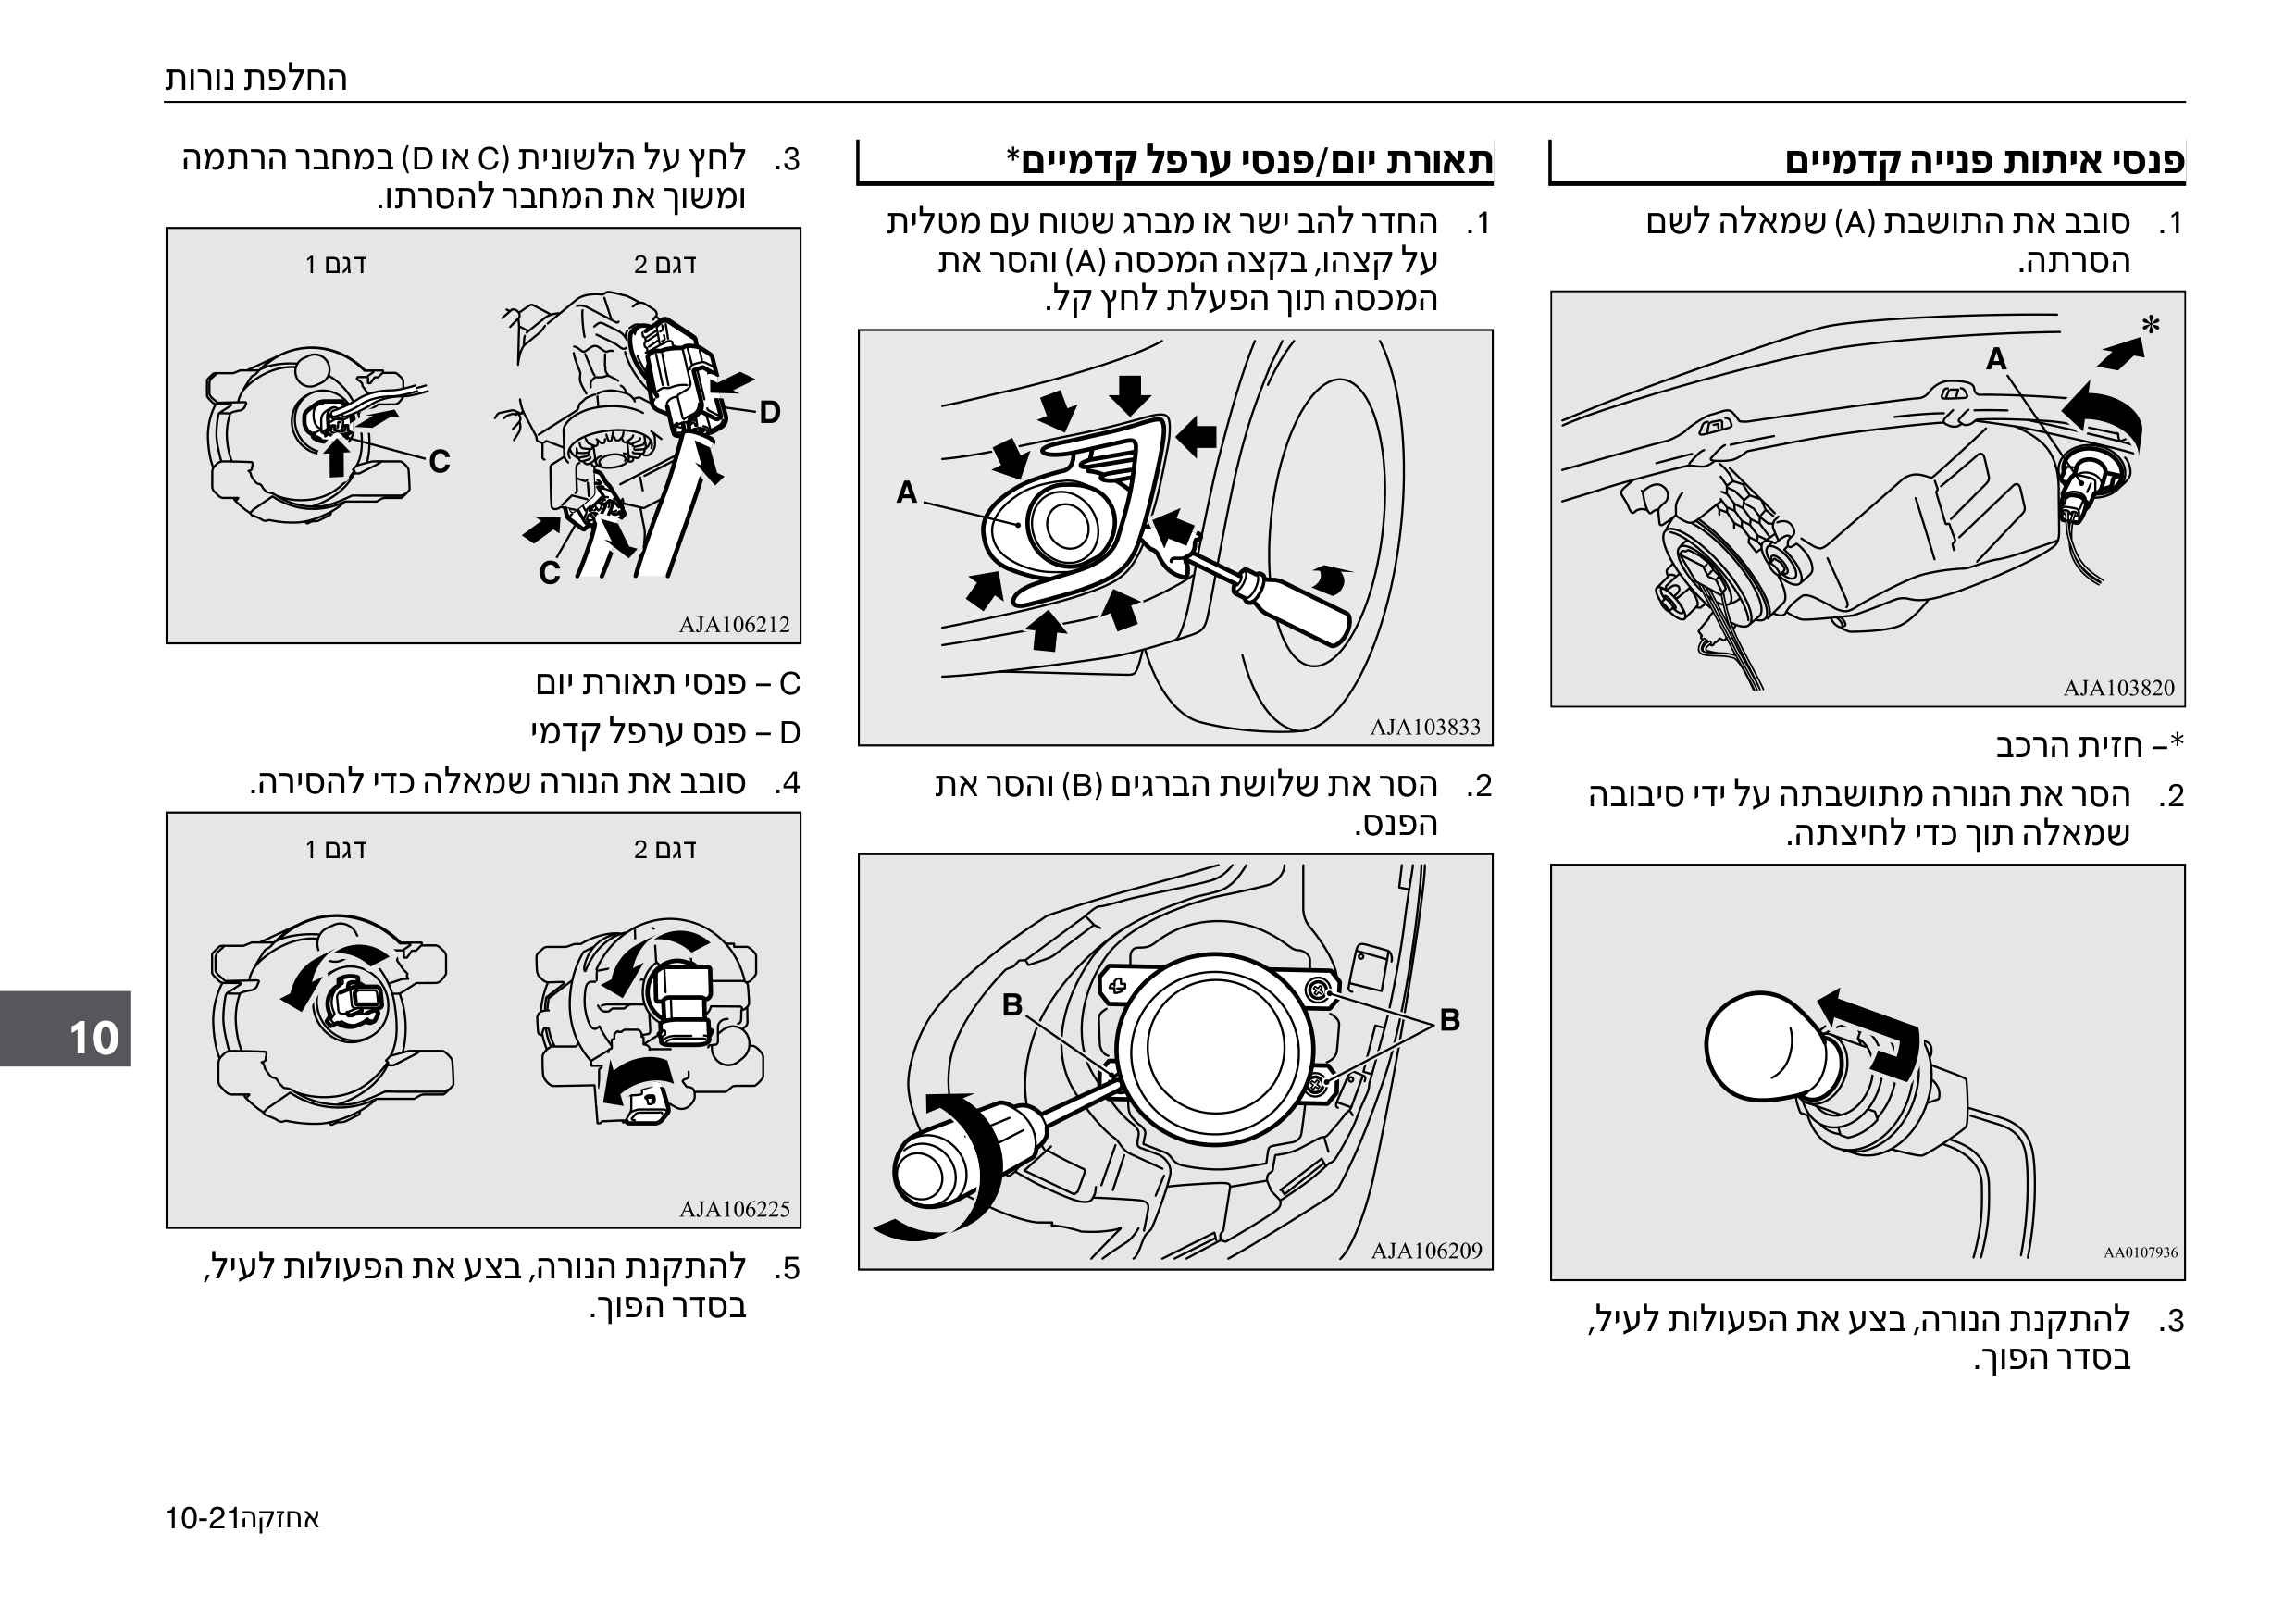 החלפת נורות
פנסי איתות פנייה קדמיים
1. סובב את התושבת (A) שמאלה לשם
הסרתה.
*
A
AJA103820
*– חזית הרכב
2. הסר את הנורה מתושבתה על ידי סיבובה
שמאלה תוך כדי לחיצתה.
AA0107936
3. להתקנת הנורה, בצע את הפעולות לעיל,
בסדר הפוך.
תאורת יום/פנסי ערפל קדמיים*
1. החדר להב ישר או מברג שטוח עם מטלית
על קצהו, בקצה המכסה (A) והסר את
המכסה תוך הפעלת לחץ קל.
A
AJA103833
2. הסר את שלושת הברגים (B) והסר את
הפנס.
B
B
AJA106209
3. לחץ על הלשונית (C או D) במחבר הרתמה
ומשוך את המחבר להסרתו.
דגם 1
דגם 2
D
C
C
AJA106212
C – פנסי תאורת יום
D – פנס ערפל קדמי
4. סובב את הנורה שמאלה כדי להסירה.
דגם 1
דגם 2
AJA106225
5. להתקנת הנורה, בצע את הפעולות לעיל,
בסדר הפוך.
10
אחזקה10-21